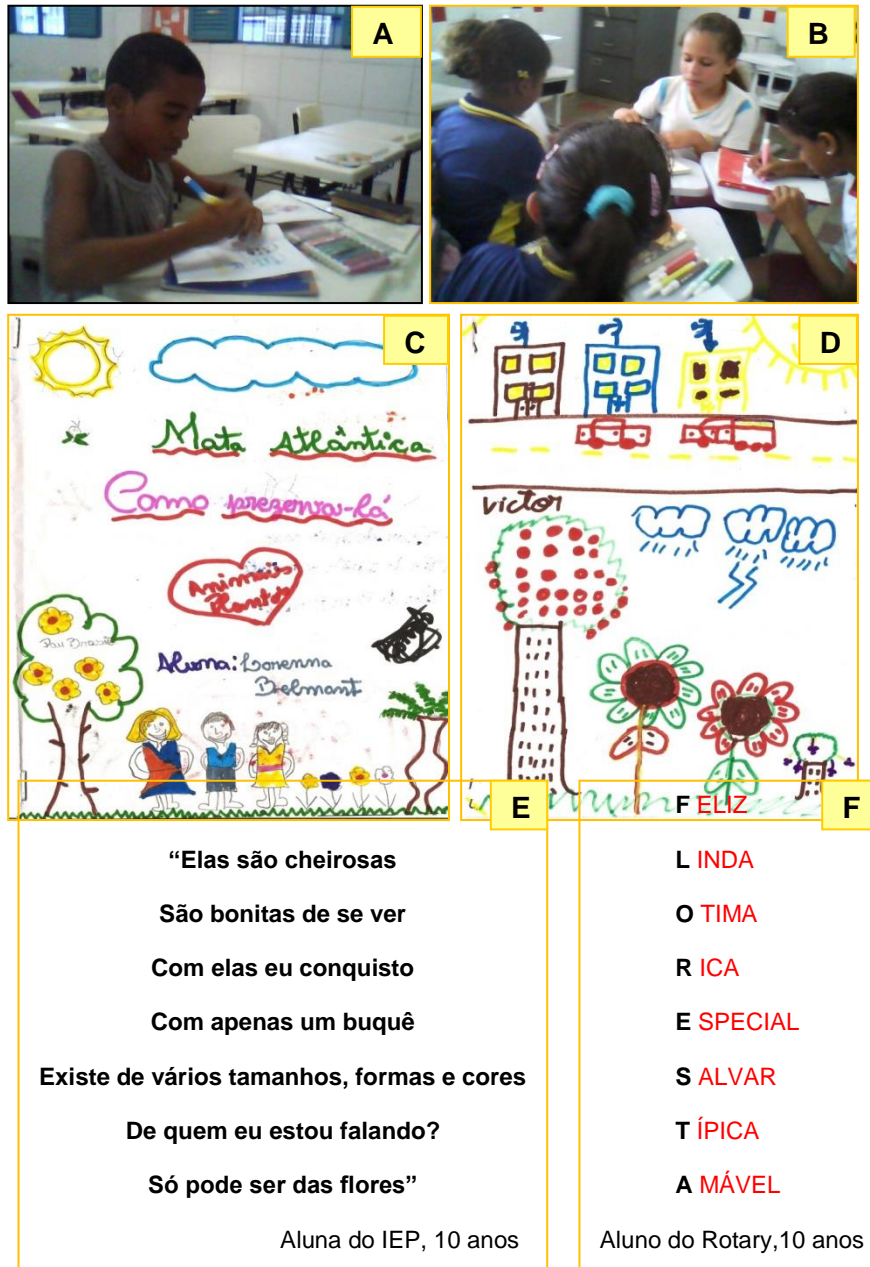 A
B
C
Mata Atlântica
Como prezerva-lá
Animais
Plantas
Pau Brasil
Aluna: Lorenna
Belmont
D
victor
E
"Elas são cheirosas
São bonitas de se ver
Com elas eu conquisto
Com apenas um buquê
Existe de vários tamanhos, formas e cores
De quem eu estou falando?
Só pode ser das flores"
Aluna do IEP, 10 anos
F
F ELIZ
L INDA
O TIMA
R ICA
E SPECIAL
S ALVAR
T ÍPICA
A MÁVEL
Aluno do Rotary,10 anos